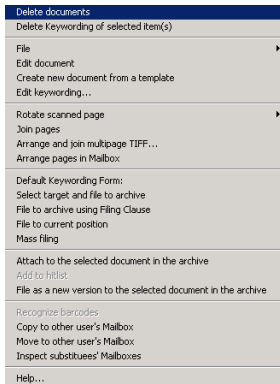 Delete documents
Delete Keywording of selected item(s)
File
Edit document
Create new document from a template
Edit keywording...
Rotate scanned page
Join pages
Arrange and join multipage TIFF...
Arrange pages in Mailbox
Default Keywording Form:
Select target and file to archive
File to archive using Filing Clause
File to current position
Mass filing
Attach to the selected document in the archive
Add to hitlist
File as a new version to the selected document in the archive
Recognize barcodes
Copy to other user's Mailbox
Move to other user's Mailbox
Inspect substituees' Mailboxes
Help...